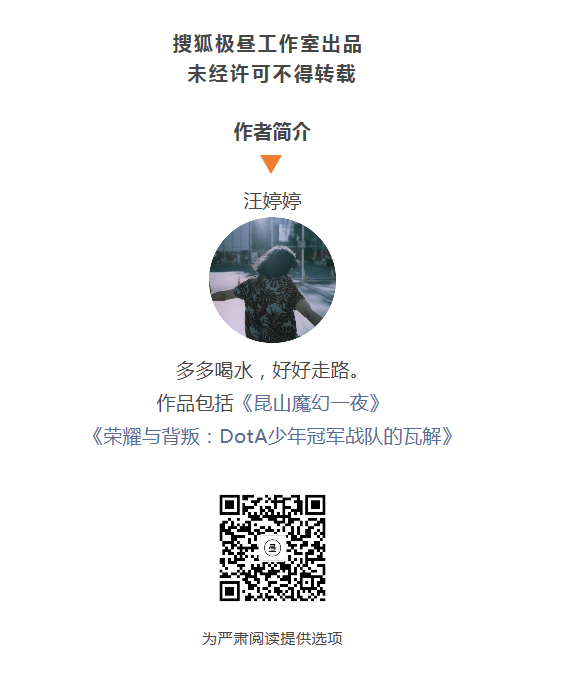 搜狐极昼工作室出品
未经许可不得转载
作者简介
汪婷婷
多多喝水，好好走路。
作品包括《昆山魔幻一夜》
《荣耀与背叛：DotA少年冠军战队的瓦解》
昼
为严肃阅读提供选项